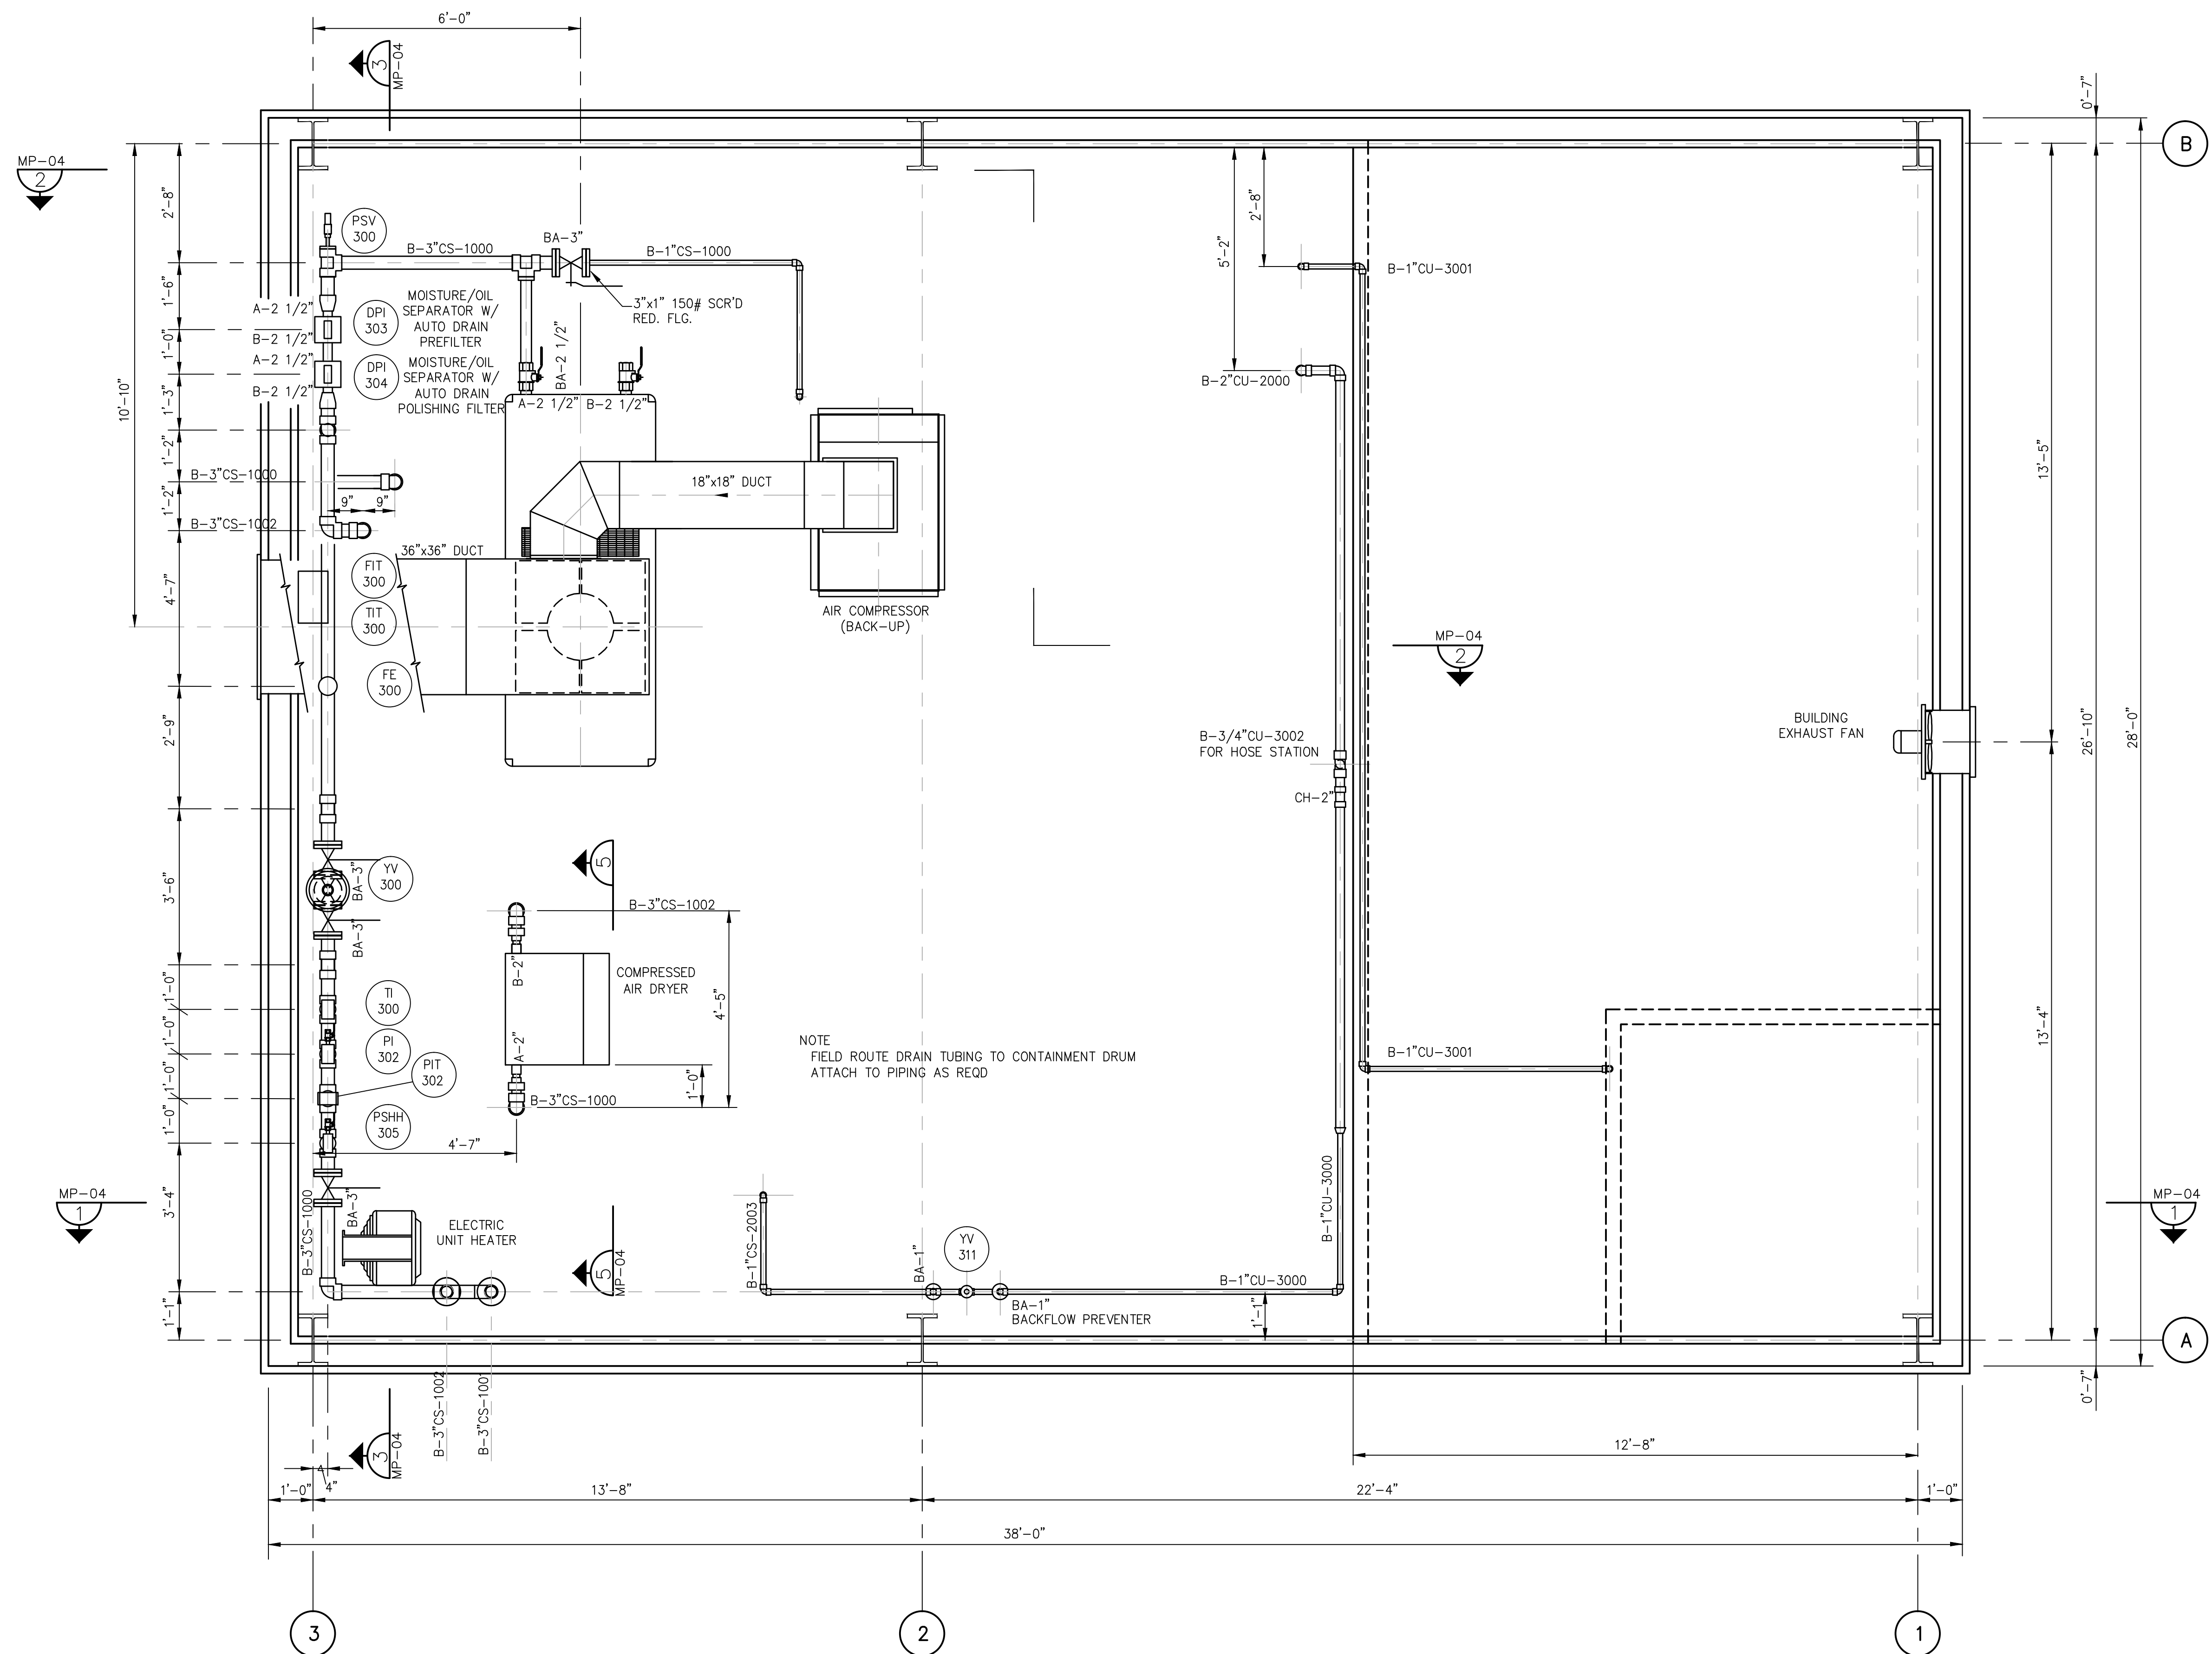 6'-0"
3
MP-04
0'-7"
B
MP-04
2
2'-8"
PSV
300
B-3"CS-1000
BA-3"
B-1"CS-1000
2'-8"
5'-2"
B-1"CU-3001
1'-6"
A-2 1/2"
DPI
303
MOISTURE/OIL
SEPARATOR W/
AUTO DRAIN
PREFILTER
3"x1" 150# SCR'D
RED. FLG.
1'-0"
B-2 1/2"
A-2 1/2"
DPI
304
MOISTURE/OIL
SEPARATOR W/
AUTO DRAIN
POLISHING FILTER
BA-2 1/2"
B-2"CU-2000
1'-3"
B-2 1/2"
A-2 1/2"
B-2 1/2"
10'-10"
1'-2"
B-3"CS-1000
18"x18" DUCT
13'-5"
9"
9"
1'-2"
B-3"CS-1002
36"x36" DUCT
FIT
300
4'-7"
TIT
300
AIR COMPRESSOR
(BACK-UP)
MP-04
2
FE
300
2'-9"
BUILDING
EXHAUST FAN
26'-10"
28'-0"
B-3/4"CU-3002
FOR HOSE STATION
CH-2"
3'-6"
BA-3"
YV
300
5
B-3"CS-1002
BA-3"
B-2"
COMPRESSED
AIR DRYER
4'-5"
1'-0"
TI
300
1'-0"
PI
302
A-2"
NOTE
FIELD ROUTE DRAIN TUBING TO CONTAINMENT DRUM
ATTACH TO PIPING AS REQD
B-1"CU-3001
13'-4"
1'-0"
PIT
302
1'-0"
B-3"CS-1000
1'-0"
PSHH
305
4'-7"
MP-04
1
3'-4"
B-3"CS-1000
BA-3"
ELECTRIC
UNIT HEATER
5
MP-04
B-1"CS-2003
BA-1"
YV
311
B-1"CU-3000
B-1"CU-3000
MP-04
1
BA-1"
BACKFLOW PREVENTER
1'-1"
1'-1"
A
0'-7"
B-3"CS-1002
B-3"CS-1001
3
MP-04
4"
12'-8"
1'-0"
13'-8"
22'-4"
1'-0"
38'-0"
3
2
1